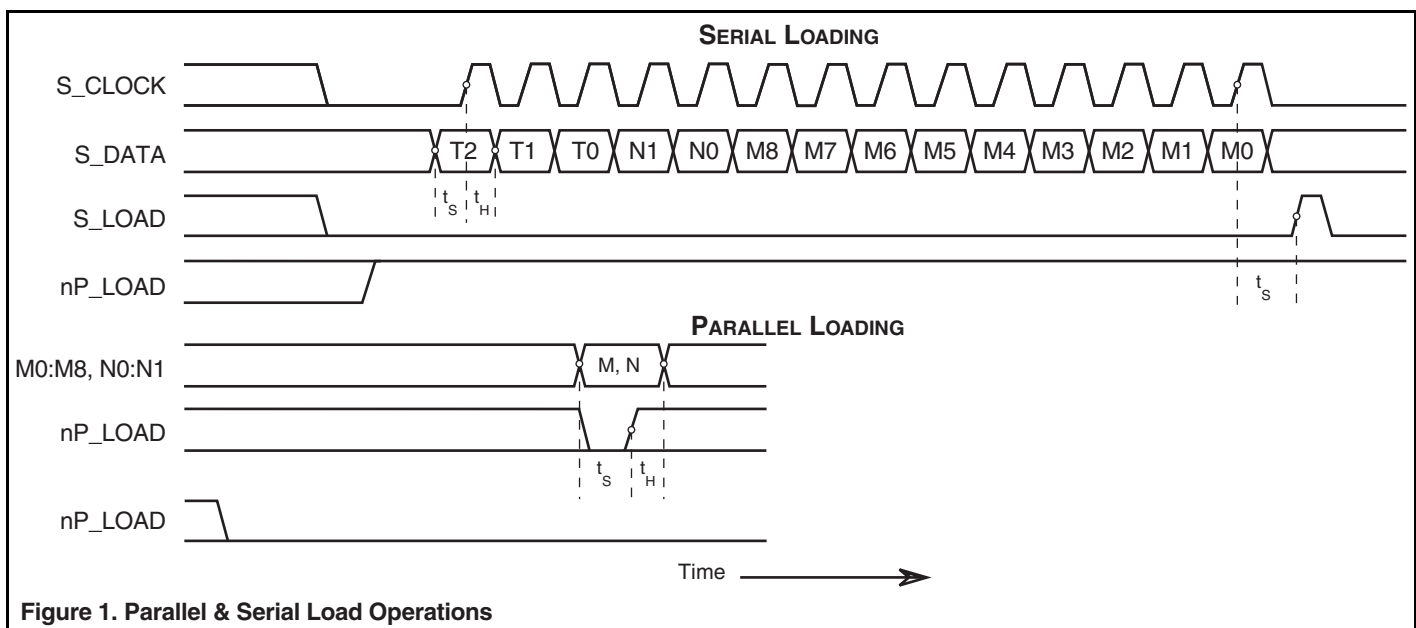 SERIAL LOADING
S_CLOCK
S_DATA T2 T1 T0 N1 N0 M8 M7 M6 M5 M4 M3 M2 M1 M0
tS tH
S_LOAD
nP_LOAD
tS
PARALLEL LOADING
M0:M8, N0:N1 M, N
nP_LOAD
tS tH
nP_LOAD
Time
Figure 1. Parallel & Serial Load Operations